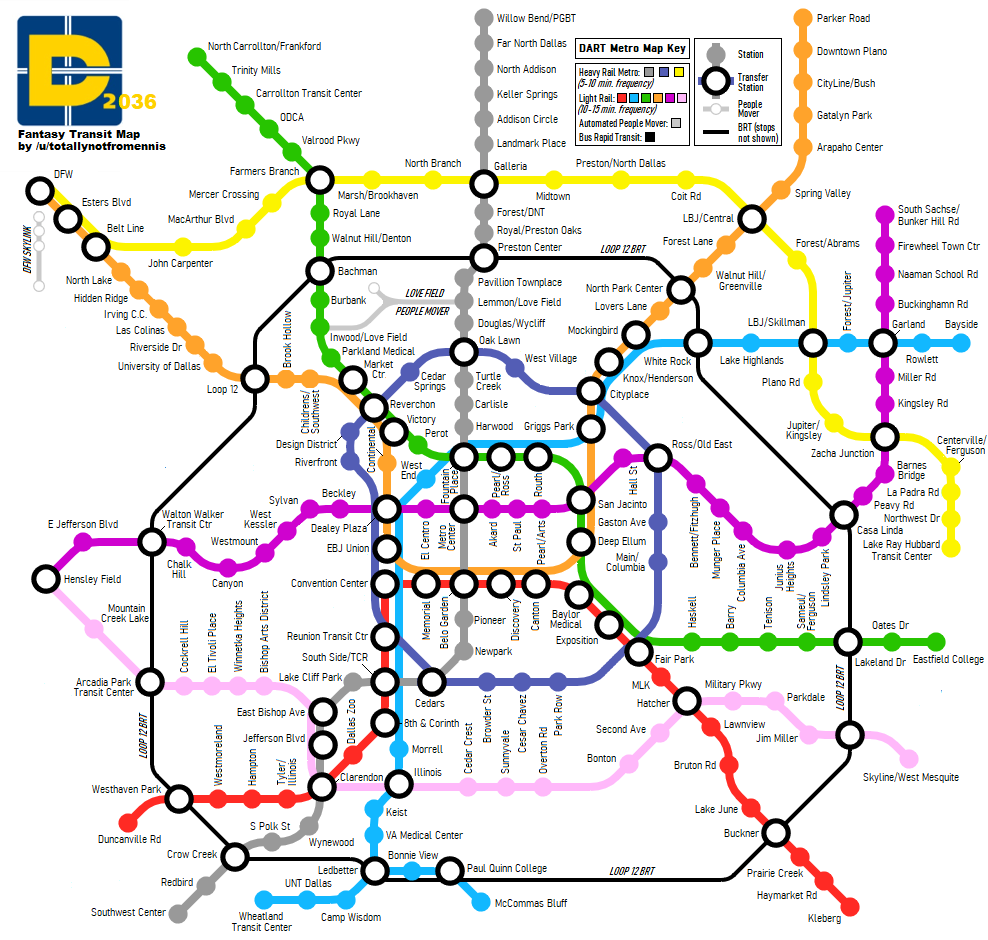 D
2036
Fantasy Transit Map
by /u/totallynotfromennis
DART Metro Map Key
Heavy Rail Metro:
(5-10 min. frequency)
Light Rail:
(10-15 min. frequency)
Automated People Mover:
Bus Rapid Transit:
Station
Transfer
Station
People
Mover
BRT (stops
not shown)
Willow Bend/PGBT
Far North Dallas
North Addison
Keller Springs
Addison Circle
Landmark Place
Galleria
Forest/DNT
Royal/Preston Oaks
Preston Center
Pavillion Townplace
Lemmon/Love Field
Douglas/Wycliff
Oak Lawn
Turtle
Creek
Carlisle
Harwood
North Carrollton/Frankford
Trinity Mills
Carrollton Transit Center
ODCA
Valrood Pkwy
Farmers Branch
Royal Lane
Walnut Hill/Denton
Bachman
Burbank
Inwood/Love Field
Parkland Medical
Market
Ctr
Reverchon
Victory
Perot
LOVE FIELD
PEOPLE MOVER
Parker Road
Downtown Plano
CityLine/Bush
Gatalyn Park
Arapaho Center
Spring Valley
LBJ/Central
Forest Lane
Walnut Hill/
Greenville
North Park Center
Lovers Lane
Mockingbird
Knox/Henderson
Cityplace
Griggs Park
DFW
Esters Blvd
Belt Line
DFW SKYLINK
John Carpenter
MacArthur Blvd
Mercer Crossing
Marsh/Brookhaven
North Branch
Midtown
Preston/North Dallas
Coit Rd
Forest/Abrams
LBJ/Skillman
Plano Rd
Jupiter/
Kingsley
Zacha Junction
Centerville/
Ferguson
La Padra Rd
Northwest Dr
Lake Ray Hubbard
Transit Center
South Sachse/
Bunker Hill Rd
Firewheel Town Ctr
Naaman School Rd
Buckinghamn Rd
Garland
Forest/Jupiter
Bayside
Rowlett
Lake Highlands
White Rock
Miller Rd
Kingsley Rd
Barnes
Bridge
Peavy Rd
Casa Linda
North Lake
Hidden Ridge
Irving C.C.
Las Colinas
Riverside Dr
University of Dallas
Loop 12
Brook Hollow
Childrens/
Southwest
Continental
LOOP 12 BRT
Cedar
Springs
West Village
Design District
Riverfront
West
End
Fountain
Place
Pearl/
Ross
Routh
Ross/Old East
San Jacinto
Hall St
Gaston Ave
Deep Ellum
Main/
Columbia
E Jefferson Blvd
Hensley Field
Walton Walker
Transit Ctr
Chalk
Hill
Canyon
Westmount
West
Kessler
Sylvan
Beckley
Dealey Plaza
El Centro
Metro
Center
Akard
St Paul
Pearl/Arts
Bennett/Fitzhugh
Munger Place
Columbia Ave
Junius
Heights
Lindsley Park
EBJ Union
Convention Center
Memorial
Belo Garden
Pioneer
Discovery
Canton
Baylor
Medical
Exposition
Fair Park
Haskell
Barry
Tenison
Sameul/
Ferguson
Lakeland Dr
Oates Dr
Eastfield College
Mountain
Creek Lake
Arcadia Park
Transit Center
Cockrell Hill
El Tivoli Place
Winnetka Heights
Bishop Arts District
Reunion Transit Ctr
South Side/TCR
Lake Cliff Park
Newpark
Cedars
East Bishop Ave
Jefferson Blvd
Dallas Zoo
8th & Corinth
Clarendon
Morrell
Illinois
Cedar Crest
Browder St
Sunnyvale
Cesar Chavez
Overton Rd
Park Row
Bonton
Second Ave
MLK
Hatcher
Military Pkwy
Parkdale
Jim Miller
Skyline/West Mesquite
Lawnview
Bruton Rd
Lake June
Buckner
Prairie Creek
Haymarket Rd
Kleberg
LOOP 12 BRT
LOOP 12 BRT
Westhaven Park
Duncanville Rd
Westmoreland
Hampton
Tyler/
Illinois
S Polk St
Wynewood
Crow Creek
Redbird
Southwest Center
Keist
VA Medical Center
Ledbetter
Bonnie View
Paul Quinn College
McCommas Bluff
UNT Dallas
Wheatland
Transit Center
Camp Wisdom
LOOP 12 BRT